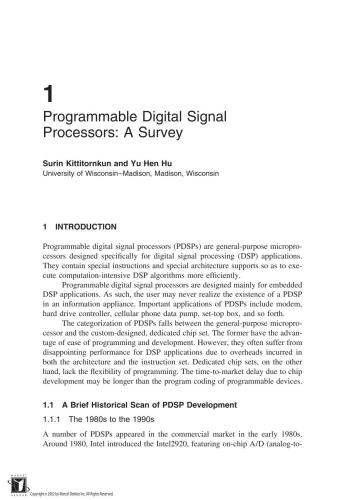 1
Programmable Digital Signal
Processors: A Survey
Surin Kittitornkun and Yu Hen Hu
University of Wisconsin–Madison, Madison, Wisconsin
1 INTRODUCTION
Programmable digital signal processors (PDSPs) are general-purpose micropro-
cessors designed specifically for digital signal processing (DSP) applications.
They contain special instructions and special architecture supports so as to exe-
cute computation-intensive DSP algorithms more efficiently.
Programmable digital signal processors are designed mainly for embedded
DSP applications. As such, the user may never realize the existence of a PDSP
in an information appliance. Important applications of PDSPs include modem,
hard drive controller, cellular phone data pump, set-top box, and so forth.
The categorization of PDSPs falls between the general-purpose micropro-
cessor and the custom-designed, dedicated chip set. The former have the advan-
tage of ease of programming and development. However, they often suffer from
disappointing performance for DSP applications due to overheads incurred in
both the architecture and the instruction set. Dedicated chip sets, on the other
hand, lack the flexibility of programming. The time-to-market delay due to chip
development may be longer than the program coding of programmable devices.
1.1 A Brief Historical Scan of PDSP Development
1.1.1 The 1980s to the 1990s
A number of PDSPs appeared in the commercial market in the early 1980s.
Around 1980, Intel introduced the Intel2920, featuring on-chip A/D (analog-to-
Copyright © 2002 by Marcel Dekker, Inc. All Rights Reserved.